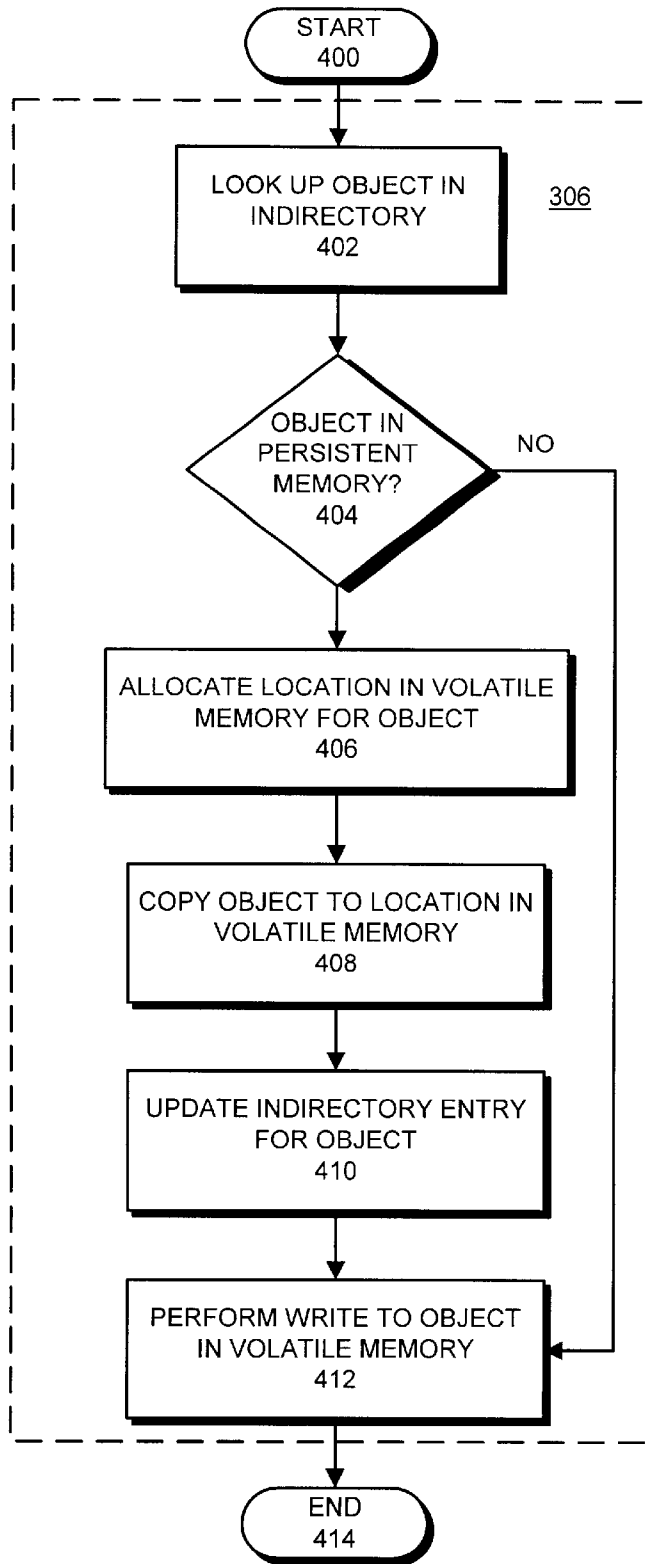 START
400
LOOK UP OBJECT IN
INDIRECTORY
402
306
OBJECT IN
PERSISTENT
MEMORY?
404
NO
ALLOCATE LOCATION IN VOLATILE
MEMORY FOR OBJECT
406
COPY OBJECT TO LOCATION IN
VOLATILE MEMORY
408
UPDATE INDIRECTORY ENTRY
FOR OBJECT
410
PERFORM WRITE TO OBJECT
IN VOLATILE MEMORY
412
END
414